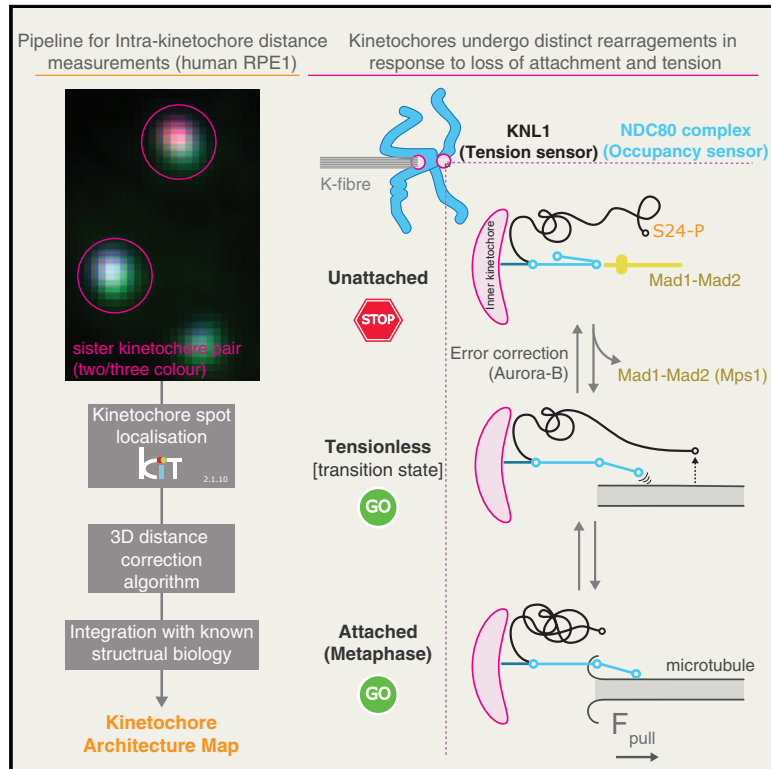 Pipeline for Intra-kinetochore distance
measurements (human RPE1)
sister kinetochore pair
(two/three colour)
Kinetochore spot
localisation
KiT
2.1.10
3D distance
correction
algorithm
Integration with known
structrual biology
Kinetochore
Architecture Map
Kinetochores undergo distinct rearragements in
response to loss of attachment and tension
K-fibre
KNL1
(Tension sensor)
NDC80 complex
(Occupancy sensor)
Inner kinetochore
S24-P
Mad1-Mad2
Unattached
STOP
Error correction
(Aurora-B)
Mad1-Mad2 (Mps1)
Tensionless
[transition state]
GO
Attached
(Metaphase)
GO
microtubule
F pull